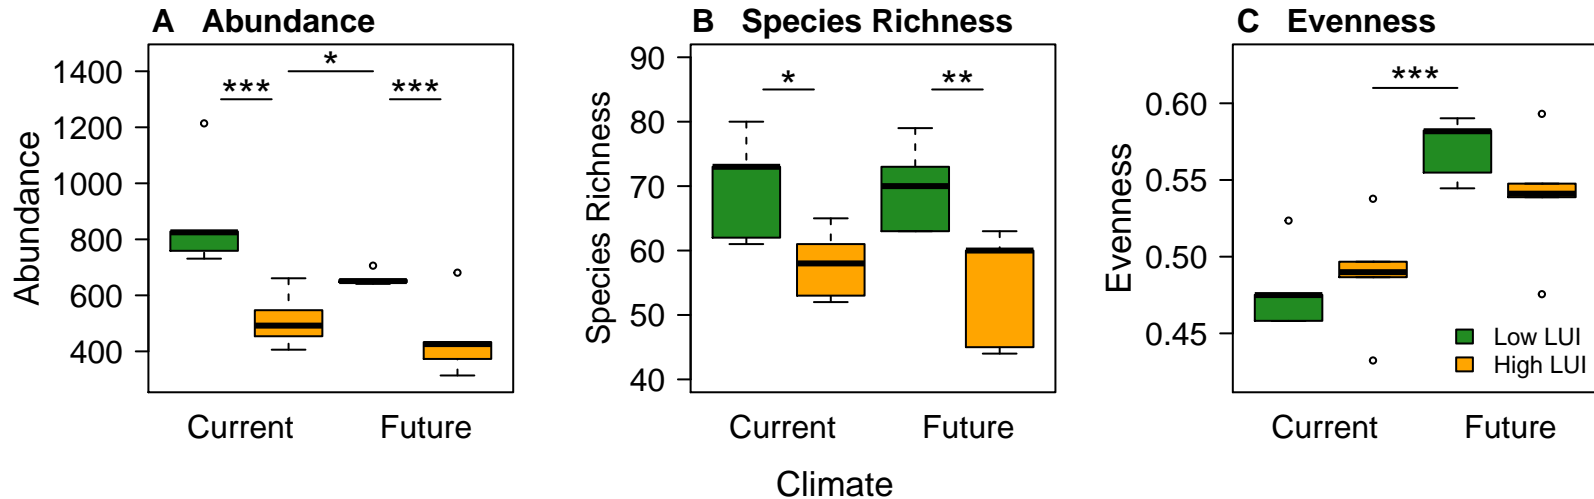 A Abundance
Abundance
1400
1200
1000
800
600
400
***
*
***
Current Future
B Species Richness
Species Richness
90
80
70
60
50
40
*
**
Current Future
C Evenness
Evenness
0.60
0.55
0.50
0.45
***
Low LUI
High LUI
Current Future
Climate